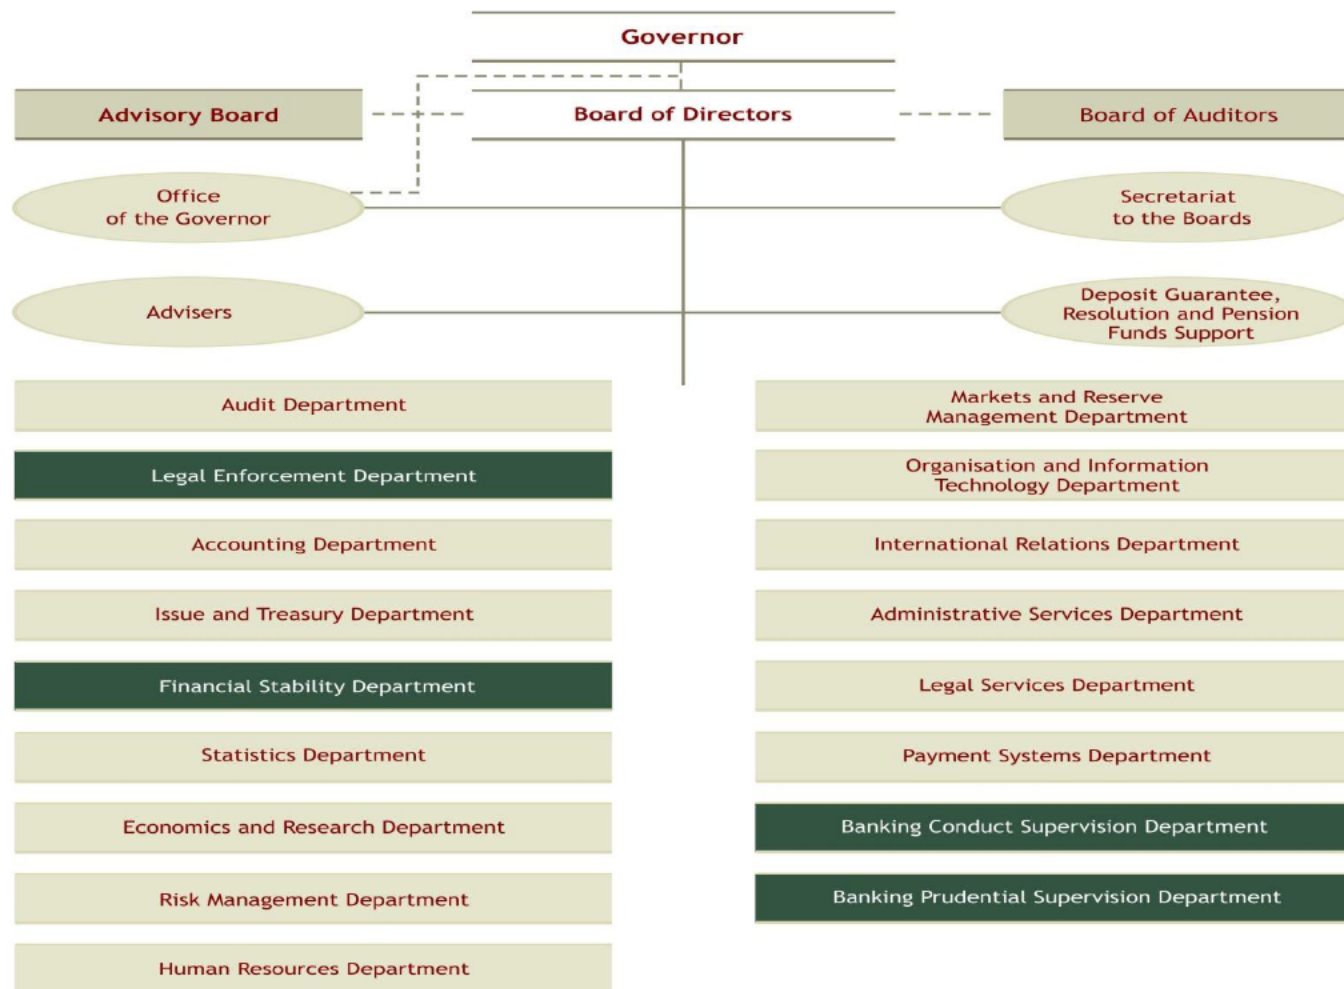 Governor
Advisory Board
Board of Directors
Board of Auditors
Office
of the Governor
Secretariat
to the Boards
Advisers
Deposit Guarantee,
Resolution and Pension
Funds Support
Audit Department
Markets and Reserve
Management Department
Legal Enforcement Department
Organisation and Information
Technology Department
Accounting Department
International Relations Department
Issue and Treasury Department
Administrative Services Department
Financial Stability Department
Legal Services Department
Statistics Department
Payment Systems Department
Economics and Research Department
Banking Conduct Supervision Department
Risk Management Department
Banking Prudential Supervision Department
Human Resources Department